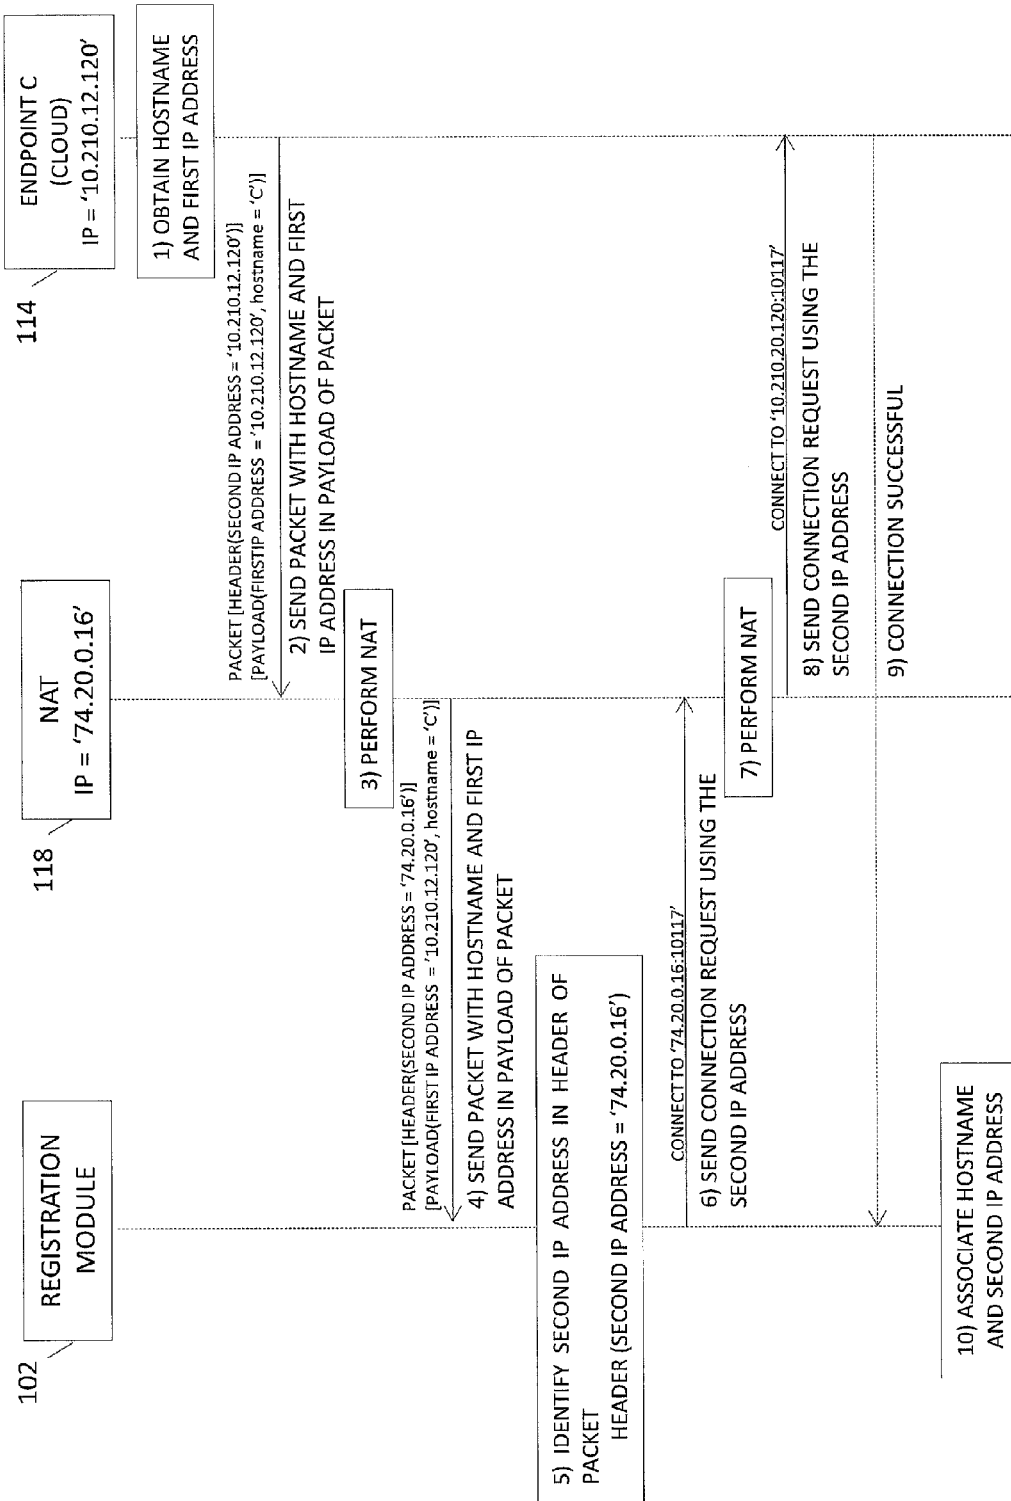 102
REGISTRATION
MODULE
118
NAT
IP = '74.20.0.16'
114
ENDPOINT C
(CLOUD)
IP = '10.210.12.120'
1) OBTAIN HOSTNAME
AND FIRST IP ADDRESS
PACKET [HEADER(SECOND IP ADDRESS = '10.210.12.120')]
[PAYLOAD(FIRSTIP ADDRESS = '10.210.12.120', hostname = 'C')]
2) SEND PACKET WITH HOSTNAME AND FIRST
IP ADDRESS IN PAYLOAD OF PACKET
3) PERFORM NAT
PACKET [HEADER(SECOND IP ADDRESS = '74.20.0.16')]
[PAYLOAD(FIRST IP ADDRESS = '10.210.12.120', hostname = 'C')]
4) SEND PACKET WITH HOSTNAME AND FIRST IP
ADDRESS IN PAYLOAD OF PACKET
5) IDENTIFY SECOND IP ADDRESS IN HEADER OF
PACKET
HEADER (SECOND IP ADDRESS = '74.20.0.16')
CONNECT TO '74.20.0.16:10117'
6) SEND CONNECTION REQUEST USING THE
SECOND IP ADDRESS
7) PERFORM NAT
CONNECT TO '10.210.20.120:10117'
8) SEND CONNECTION REQUEST USING THE
SECOND IP ADDRESS
9) CONNECTION SUCCESSFUL
10) ASSOCIATE HOSTNAME
AND SECOND IP ADDRESS